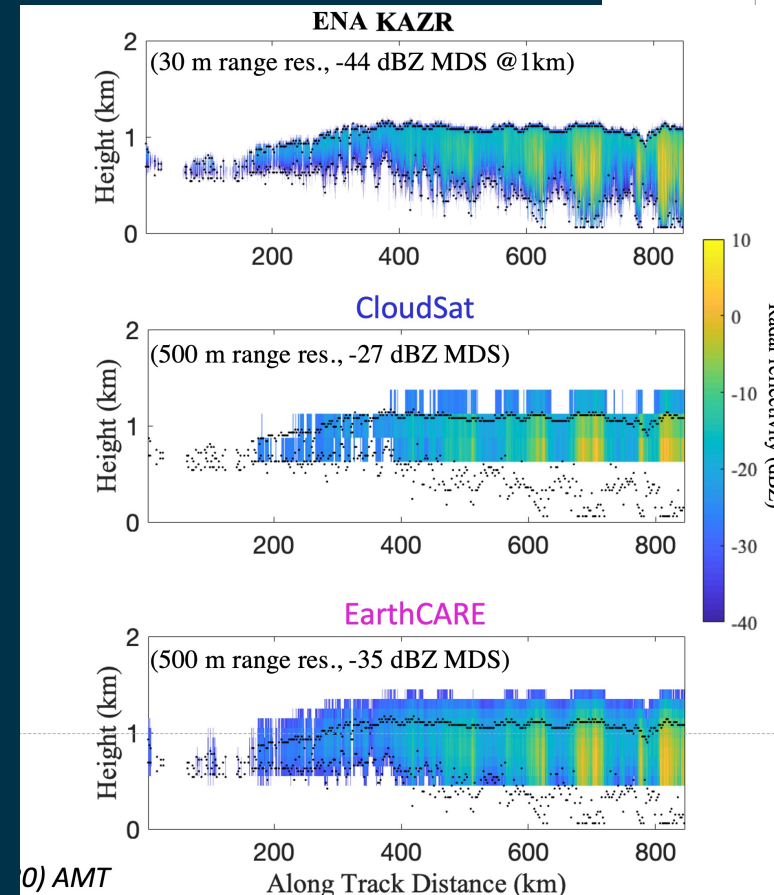 ENA KAZR
(30 m range res., -44 dBZ MDS @1km)
Height (km)
2
1
0
200 400 600 800
CloudSat
(500 m range res., -27 dBZ MDS)
Height (km)
2
1
0
200 400 600 800
10
0
-10
-20
-30
-40
EarthCARE
(500 m range res., -35 dBZ MDS)
Height (km)
2
1
0
200 400 600 800
Along Track Distance (km)
0) AMT